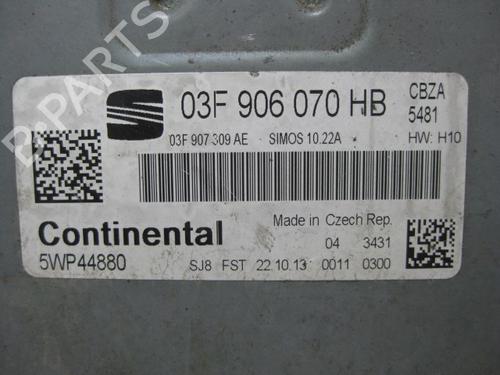 03F 906 070 HB
CBZA
5481
03F 907 309 AE SIMOS 10.22A HW: H10
Continental
Made in Czech Rep.
5WP44880
04 3431
SJ8 FST 22.10.13 0011 0300
B-PARTS